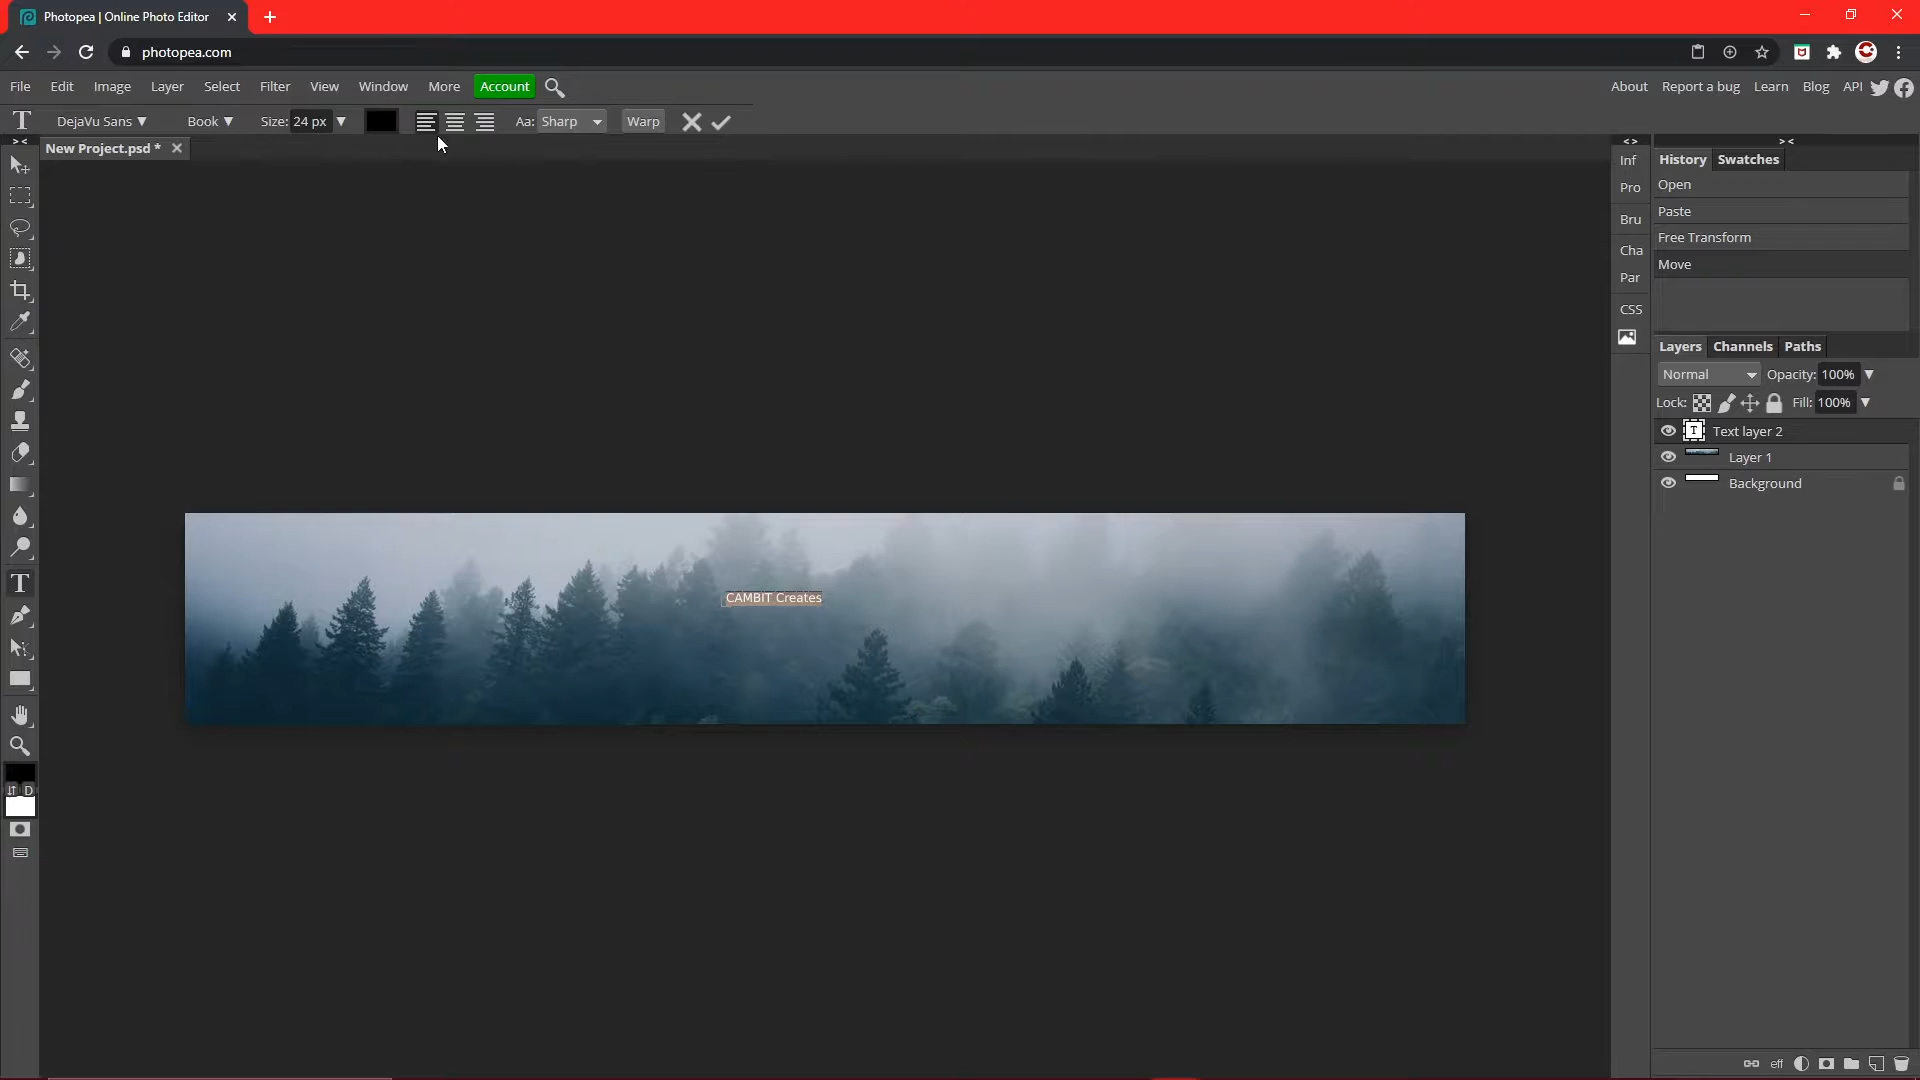 Photopea | Online Photo Editor
photopea.com
File Edit Image Layer Select Filter View Window More Account
About Report a bug Learn Blog API
T DejaVu Sans Book Size: 24 px Aa: Sharp Warp
> < New Project.psd * < > > <
Inf
Pro
Bru
Cha
Par
CSS
History Swatches
Open
Paste
Free Transform
Move
Layers Channels Paths
Normal Opacity: 100%
Lock: Fill: 100%
T Text layer 2
Layer 1
Background
CAMBIT Creates
T
D
eff